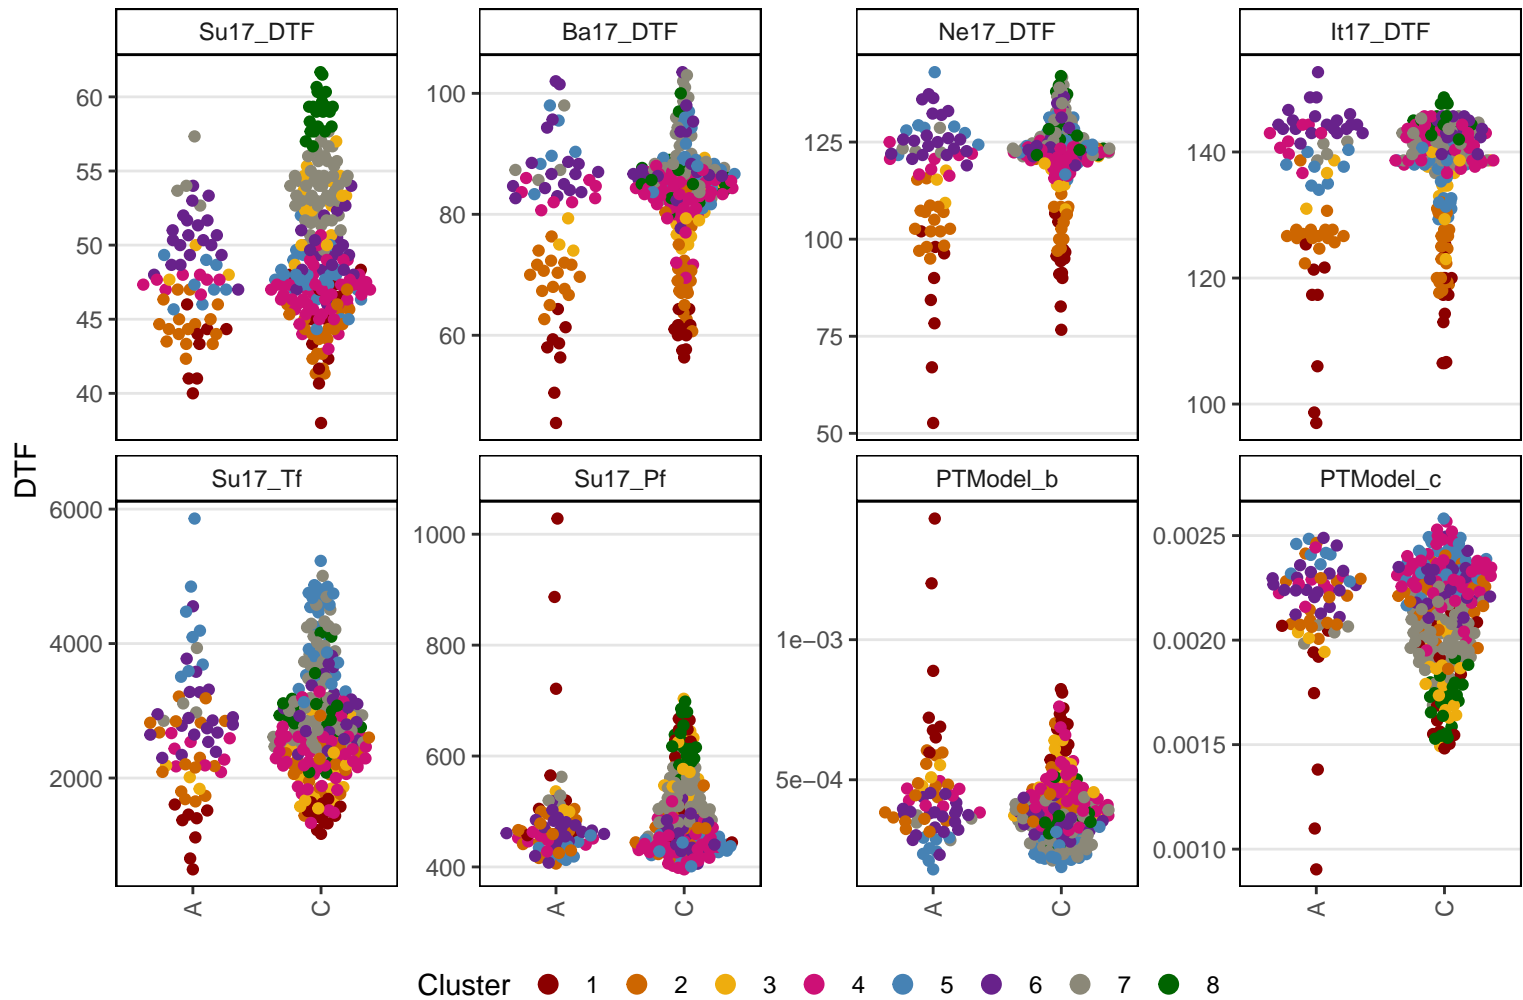 Su17_DTF
Ba17_DTF
Ne17_DTF
It17_DTF
60
55
50
45
40
100
80
60
125
100
75
50
140
120
100
DTF
Su17_Tf
Su17_Pf
PTModel_b
PTModel_c
6000
4000
2000
1000
800
600
400
1e−03
5e−04
0.0025
0.0020
0.0015
0.0010
A
C
A
C
A
C
A
C
Cluster 1 2 3 4 5 6 7 8